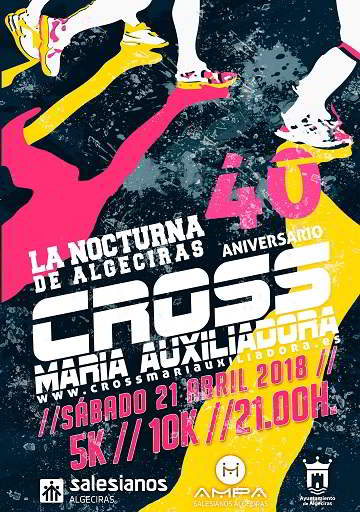 40
ANIVERSARIO
LA NOCTURNA
DE ALGECIRAS
CROSS
MARIA AUXILIADORA
www.crossmariauxiliadora.es
//SÁBADO 21 ABRIL 2018 //
5K // 10K //21.00H.
salesianos
ALGECIRAS
AMPA
SALESIANOS ALGECIRAS
Ayuntamiento
de Algeciras